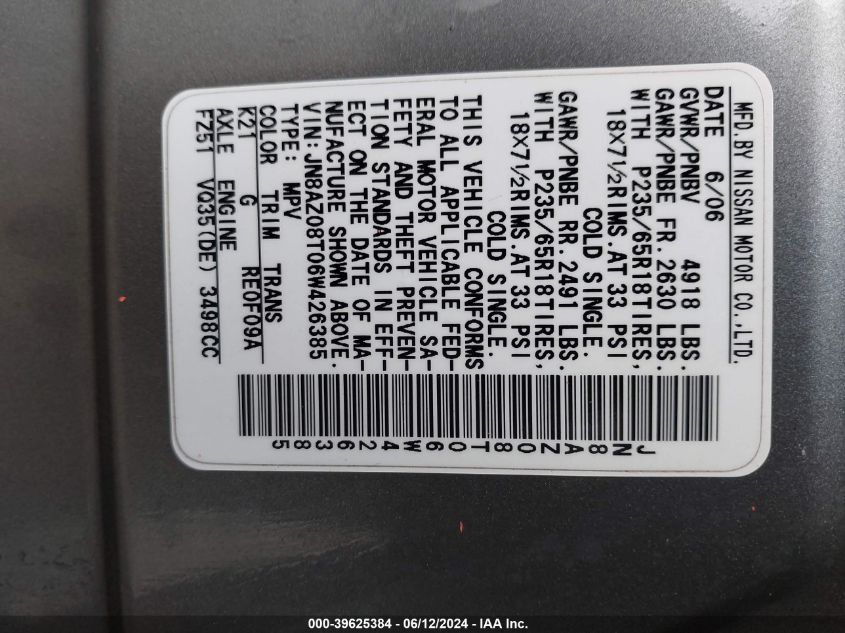 MFD.BY NISSAN MOTOR CO.,LTD.
DATE 6/06
GVWR/PNBV 4918 LBS.
GAWR/PNBE FR. 2630 LBS.
WITH P235/65R18TIRES,
18X7½RIMS.AT 33 PSI
COLD SINGLE.
GAWR/PNBE RR. 2491 LBS.
WITH P235/65R18TIRES,
18X7½RIMS.AT 33 PSI
COLD SINGLE.
THIS VEHICLE CONFORMS
TO ALL APPLICABLE FED-
ERAL MOTOR VEHICLE SA-
FETY AND THEFT PREVEN-
TION STANDARDS IN EFF-
ECT ON THE DATE OF MA-
NUFACTURE SHOWN ABOVE.
VIN:JN8AZ08T06W426385
TYPE: MPV
COLOR TRIM TRANS
K21 G RE0F09A
AXLE ENGINE
FZ51 VQ35(DE) 3498CC
JN8AZ08T06W426385
000-39625384 - 06/12/2024 - IAA Inc.